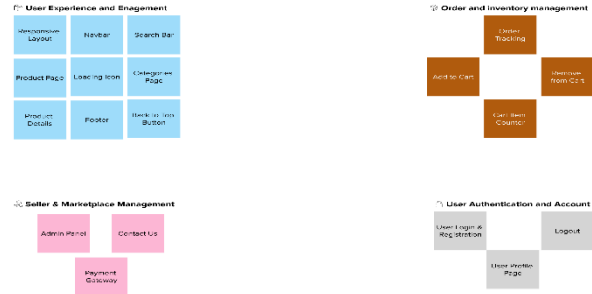 User Experience and Enagement
Responsive
Layout
Navbar
Search Bar
Product Page
Loading Icon
Categories
Page
Product
Details
Footer
Back to Top
Button
Order and inventory management
Order
Tracking
Add to Cart
Remove
from Cart
Cart Item
Counter
Seller & Marketplace Management
Admin Panel
Contact Us
Payment
Gateway
User Authentication and Account
User Login &
Registration
Logout
User Profile
Page